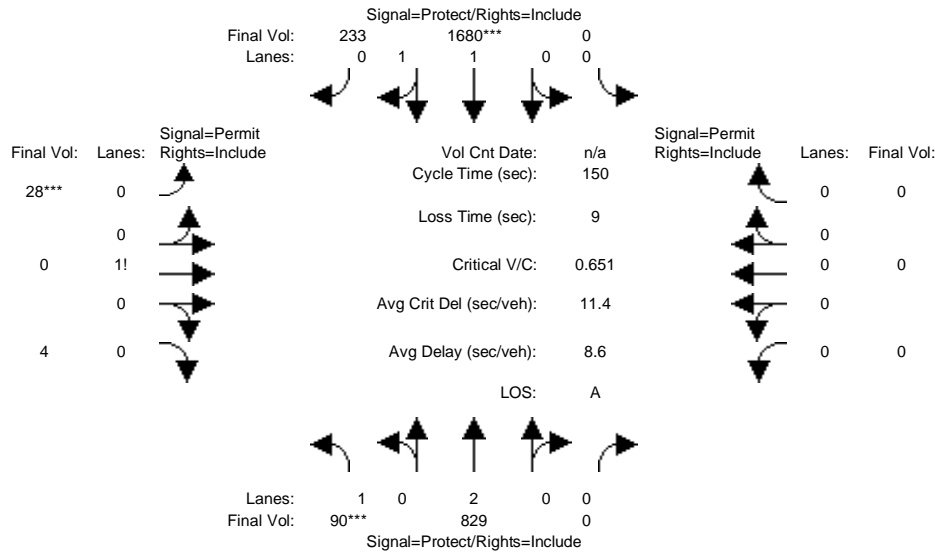 Signal=Protect/Rights=Include
Final Vol: 233 1680*** 0
Lanes: 0 1 1 0 0
Signal=Permit Signal=Permit
Final Vol: Lanes: Rights=Include Vol Cnt Date: n/a Rights=Include Lanes: Final Vol:
Cycle Time (sec): 150
28*** 0 0 0
Loss Time (sec): 9
0 0
0 1! Critical V/C: 0.651 0 0
0 Avg Crit Del (sec/veh): 11.4 0
4 0 Avg Delay (sec/veh): 8.6 0 0
LOS: A
Lanes: 1 0 2 0 0
Final Vol: 90*** 829 0
Signal=Protect/Rights=Include